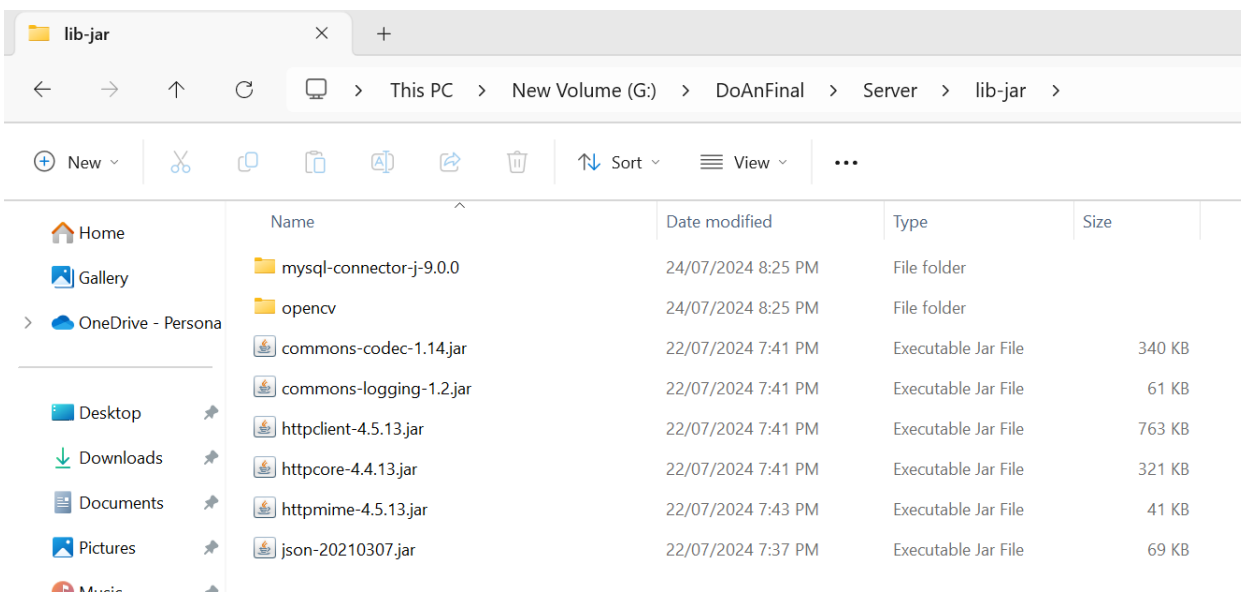 lib-jar
This PC > New Volume (G:) > DoAnFinal > Server > lib-jar >
New Sort View
Name Date modified Type Size
Home
Gallery
OneDrive - Persona
Desktop
Downloads
Documents
Pictures
Music
mysql-connector-j-9.0.0 24/07/2024 8:25 PM File folder
opencv 24/07/2024 8:25 PM File folder
commons-codec-1.14.jar 22/07/2024 7:41 PM Executable Jar File 340 KB
commons-logging-1.2.jar 22/07/2024 7:41 PM Executable Jar File 61 KB
httpclient-4.5.13.jar 22/07/2024 7:41 PM Executable Jar File 763 KB
httpcore-4.4.13.jar 22/07/2024 7:41 PM Executable Jar File 321 KB
httpmime-4.5.13.jar 22/07/2024 7:43 PM Executable Jar File 41 KB
json-20210307.jar 22/07/2024 7:37 PM Executable Jar File 69 KB